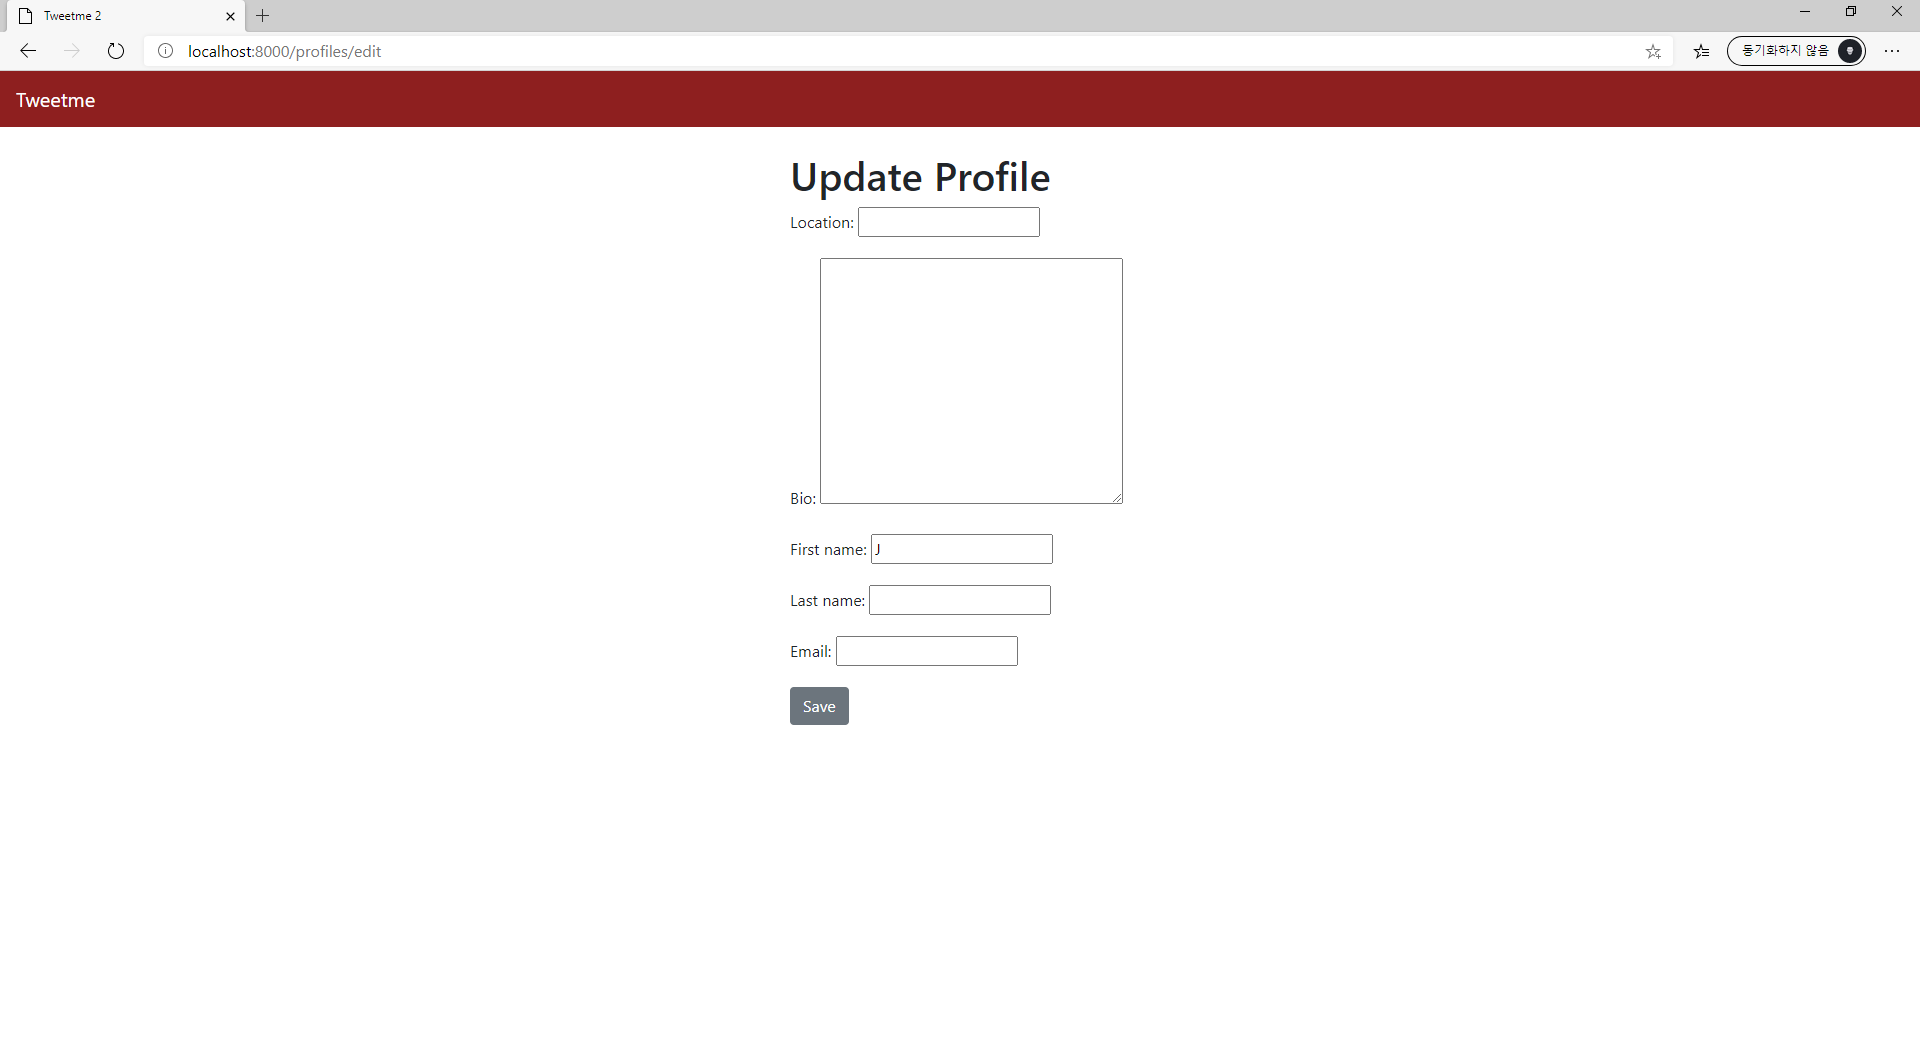 Tweetme 2
localhost:8000/profiles/edit
동기화하지 않음
Tweetme
Update Profile
Location:
Bio:
First name: J
Last name:
Email:
Save